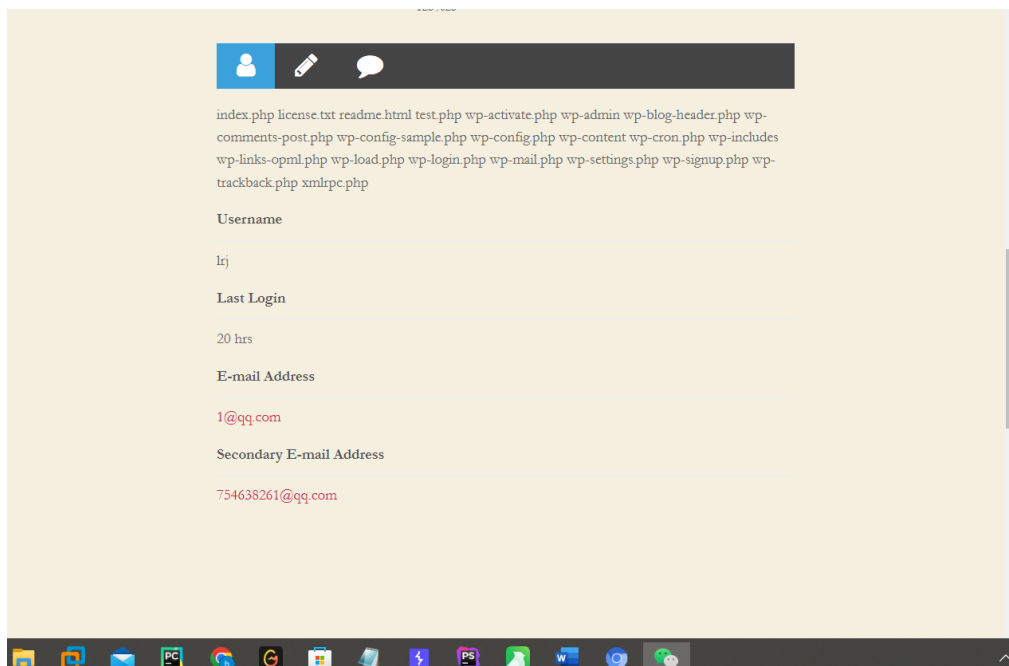 index.php license.txt readme.html test.php wp-activate.php wp-admin wp-blog-header.php wp-
comments-post.php wp-config-sample.php wp-config.php wp-content wp-cron.php wp-includes
wp-links-opml.php wp-load.php wp-login.php wp-mail.php wp-settings.php wp-signup.php wp-
trackback.php xmlrpc.php
Username
lrj
Last Login
20 hrs
E-mail Address
1@qq.com
Secondary E-mail Address
754638261@qq.com
PC
PS
W